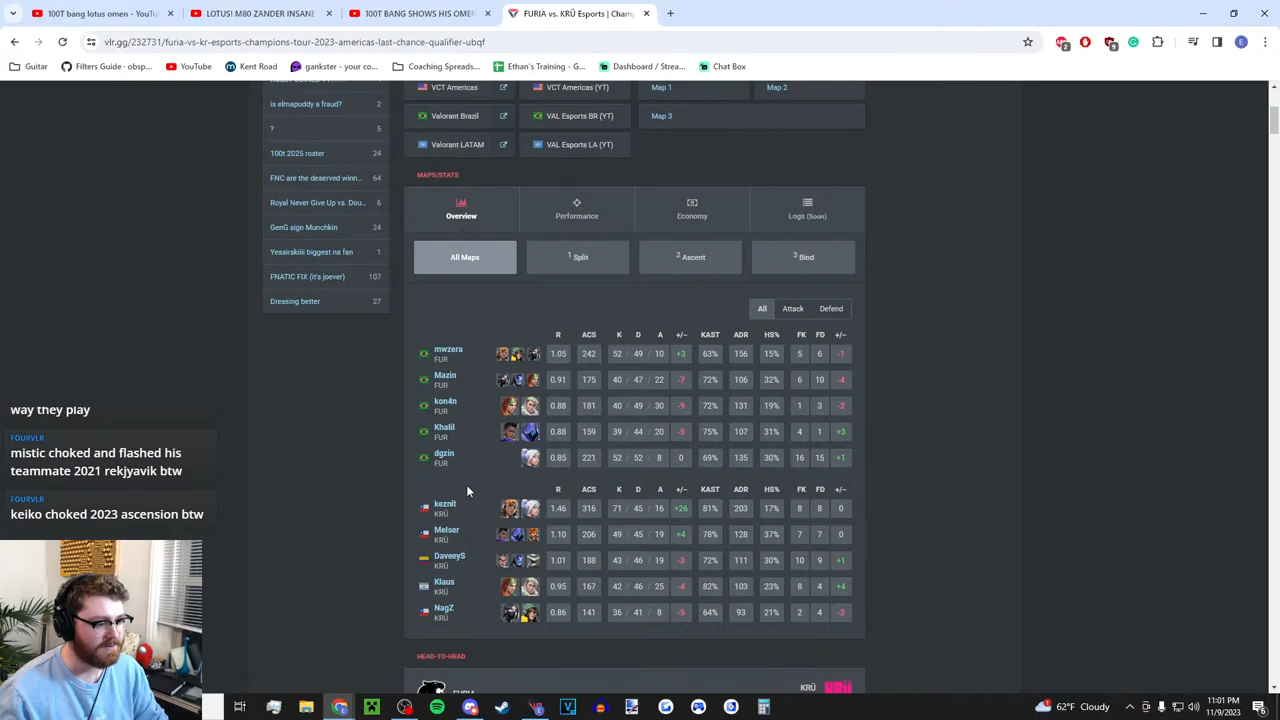 100T bang lotus omen - YouTu
LOTUS! M80 ZANDER INSANE
100T BANG SHOWS HIS OMEN
FURIA vs. KRÜ Esports | Cham
vlr.gg/232731/furia-vs-kr-esports-champions-tour-2023-americas-last-chance-qualifier-ubqf
2
9
E
Guitar
Filters Guide · obsp...
YouTube
Kent Road
gankster - your co...
Coaching Spreads...
Ethan's Training - G...
Dashboard / Strea...
Chat Box
is elmapuddy a fraud? 2
? 5
100t 2025 roster 24
FNC are the deserved winn... 64
Royal Never Give Up vs. Dou... 6
GenG sign Munchkin 24
Yessirskiii biggest na fan 1
FNATIC FIX (it's joever) 107
Dressing better 27
VCT Americas
VCT Americas (YT)
Map 1
Map 2
Valorant Brazil
VAL Esports BR (YT)
Map 3
Valorant LATAM
VAL Esports LA (YT)
MAPS/STATS
Overview
Performance
Economy
Logs (Soon)
All Maps
1 Split
2 Ascent
3 Bind
All Attack Defend
R ACS K D A +/– KAST ADR HS% FK FD +/–
mwzera 1.05 242 52 / 49 / 10 +3 63% 156 15% 5 6 -1
FUR
Mazin 0.91 175 40 / 47 / 22 -7 72% 106 32% 6 10 -4
FUR
kon4n 0.88 181 40 / 49 / 30 -9 72% 131 19% 1 3 -2
FUR
Khalil 0.88 159 39 / 44 / 20 -5 75% 107 31% 4 1 +3
FUR
dgzin 0.85 221 52 / 52 / 8 0 69% 135 30% 16 15 +1
FUR
R ACS K D A +/– KAST ADR HS% FK FD +/–
keznit 1.46 316 71 / 45 / 16 +26 81% 203 17% 8 8 0
KRÜ
Melser 1.10 206 49 / 45 / 19 +4 78% 128 37% 7 7 0
KRÜ
DaveeyS 1.01 188 43 / 46 / 19 -3 72% 111 30% 10 9 +1
KRÜ
Klaus 0.95 167 42 / 46 / 25 -4 82% 103 23% 8 4 +4
KRÜ
NagZ 0.86 141 36 / 41 / 8 -5 64% 93 21% 2 4 -2
KRÜ
HEAD-TO-HEAD
FURIA
KRÜ
way they play
FOURVLR
mistic choked and flashed his
teammate 2021 rekjyavik btw
FOURVLR
keiko choked 2023 ascension btw
62°F Cloudy
11:01 PM
11/9/2023